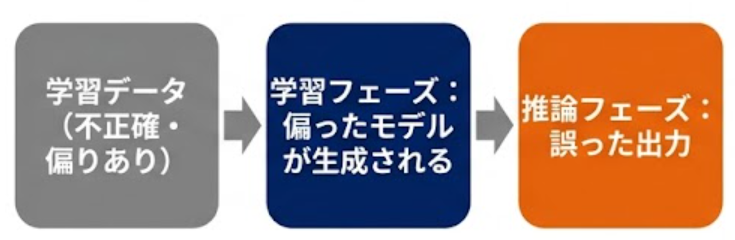 学習データ
（不正確・
偏りあり）
学習フェーズ：
偏ったモデル
が生成される
推論フェーズ：
誤った出力